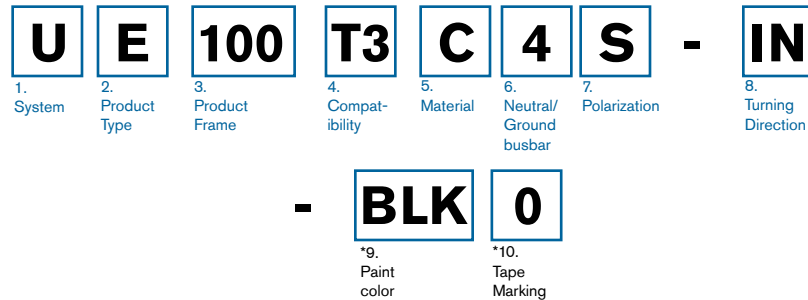 U E 100 T3 C 4 S - IN
1. 2. 3. 4. 5. 6. 7. 8.
System Product Product Compat- Material Neutral/ Polarization Turning
Type Frame ibility Ground Direction
busbar
- BLK 0
*9. *10.
Paint Tape
color Marking